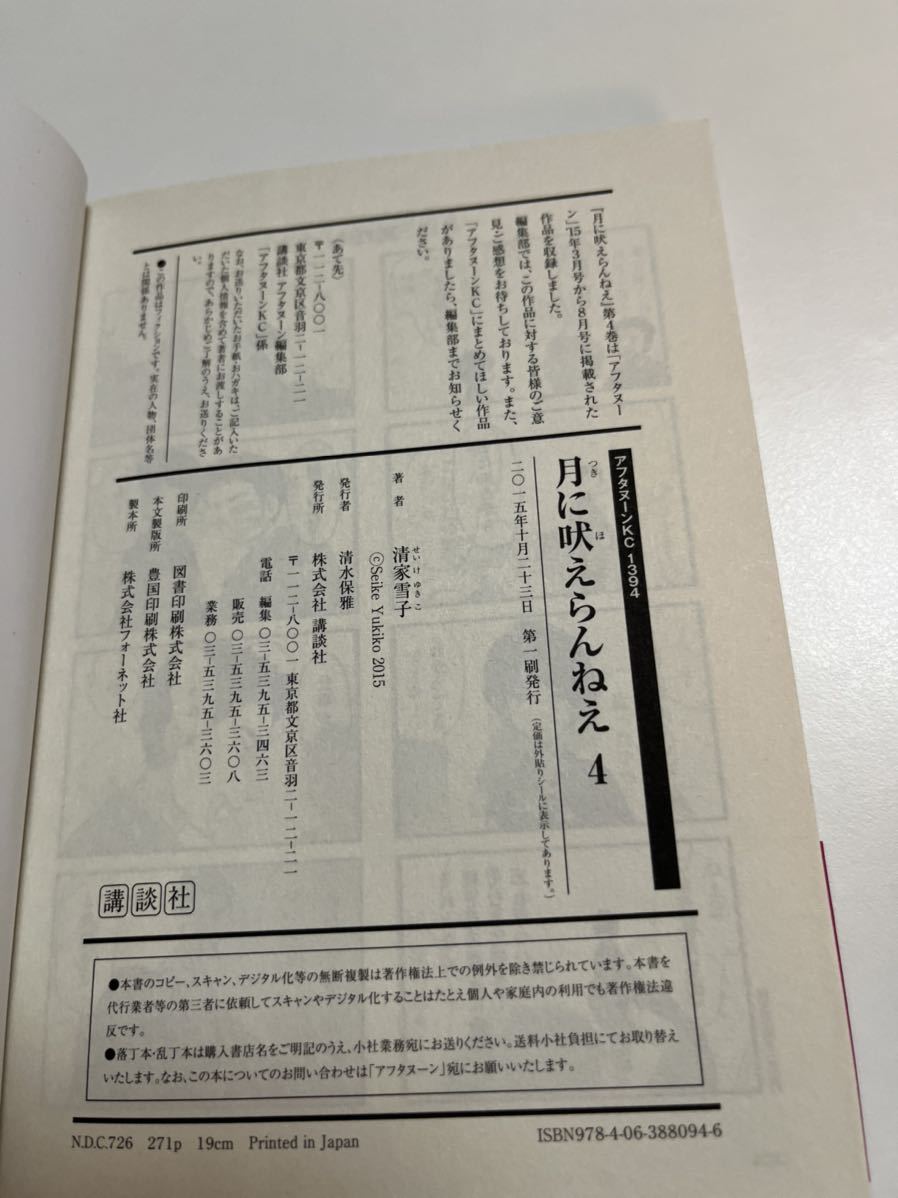 『月に吠えらんねえ』第4巻は「アフタヌー
ン」'15年3月号から8月号に掲載された
作品を収録しました。
編集部では、この作品に対する皆様のご意
見・ご感想をお待ちしております。また、
「アフタヌーンKC」にまとめてほしい作品
がありましたら、編集部までお知らせく
ださい。
〈あて先〉
〒一一二-八〇〇一
東京都文京区音羽二-一二-二一
講談社 アフタヌーン編集部
「アフタヌーンKC」係
なお、お送りいただいたお手紙・おハガキは、ご記入いた
だいた個人情報を含めて著者にお渡しすることがあ
りますので、あらかじめご了解のうえ、お送りくださ
い。
●この作品はフィクションです。実在の人物、団体名等
とは関係ありません。
アフタヌーンKC 1394
月に吠えらんねえ 4
つき
ほ
二〇一五年十月二十三日 第一刷発行 (定価は外貼りシールに表示してあります。)
著者 清家雪子
せいけゆきこ
©Seike Yukiko 2015
発行者 清水保雅
発行所 株式会社 講談社
〒一一二-八〇〇一 東京都文京区音羽二-一二-二一
電話 編集 〇三-五三九五-三四六三
販売 〇三-五三九五-三六〇八
業務 〇三-五三九五-三六〇三
印刷所 図書印刷株式会社
本文製版所 豊国印刷株式会社
製本所 株式会社フォーネット社
講談社
●本書のコピー、スキャン、デジタル化等の無断複製は著作権法上での例外を除き禁じられています。本書を
代行業者等の第三者に依頼してスキャンやデジタル化することはたとえ個人や家庭内の利用でも著作権法違
反です。
●落丁本・乱丁本は購入書店名をご明記のうえ、小社業務宛にお送りください。送料小社負担にてお取り替え
いたします。なお、この本についてのお問い合わせは「アフタヌーン」宛にお願いいたします。
N.D.C.726 271p 19cm Printed in Japan
ISBN978-4-06-388094-6